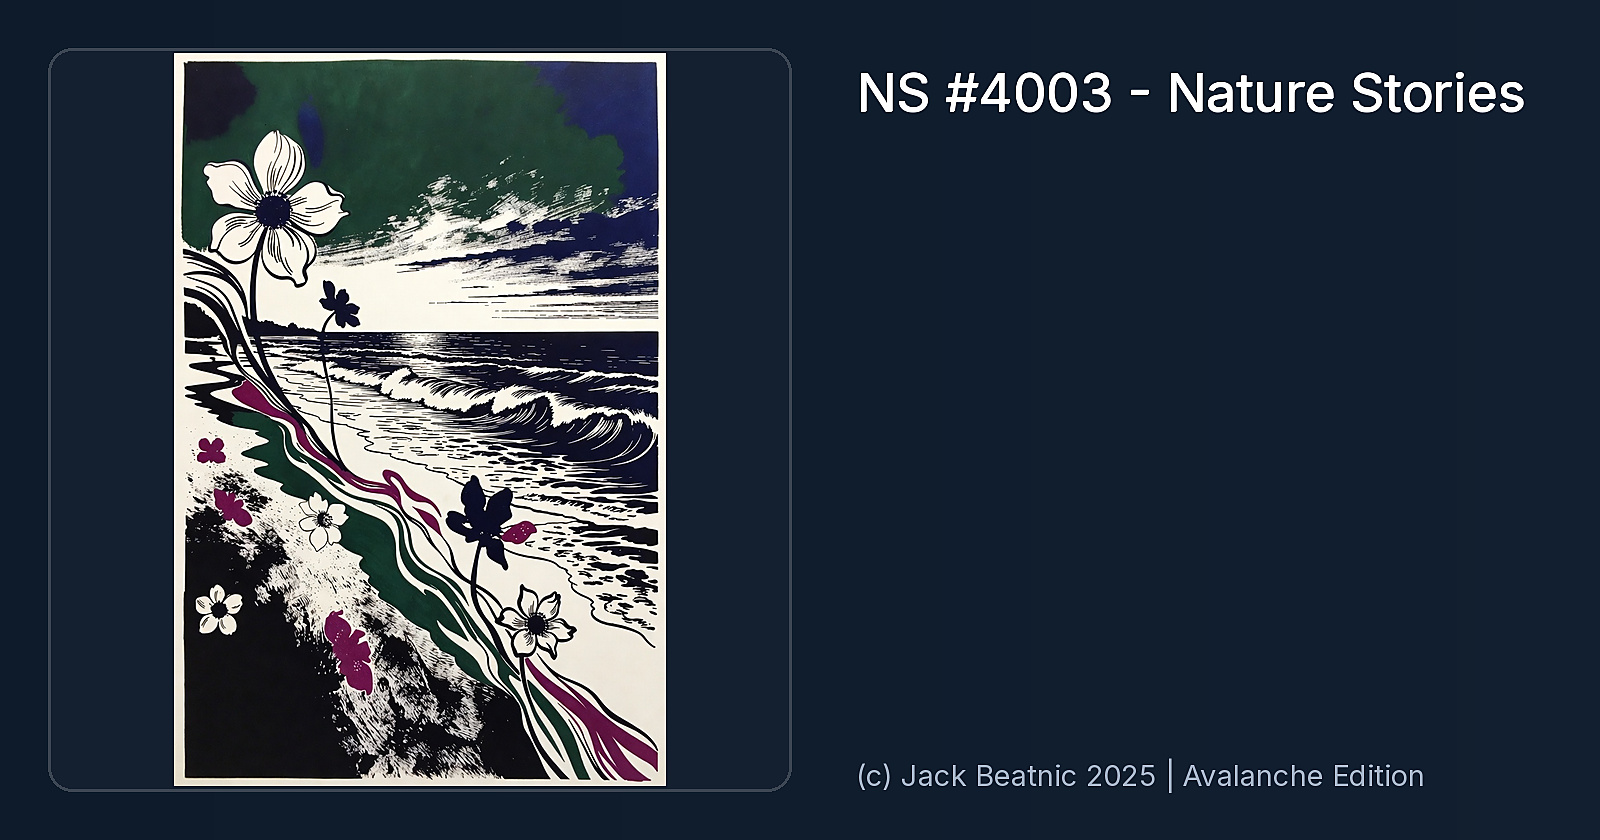 NS #4003 - Nature Stories
(c) Jack Beatnic 2025 | Avalanche Edition